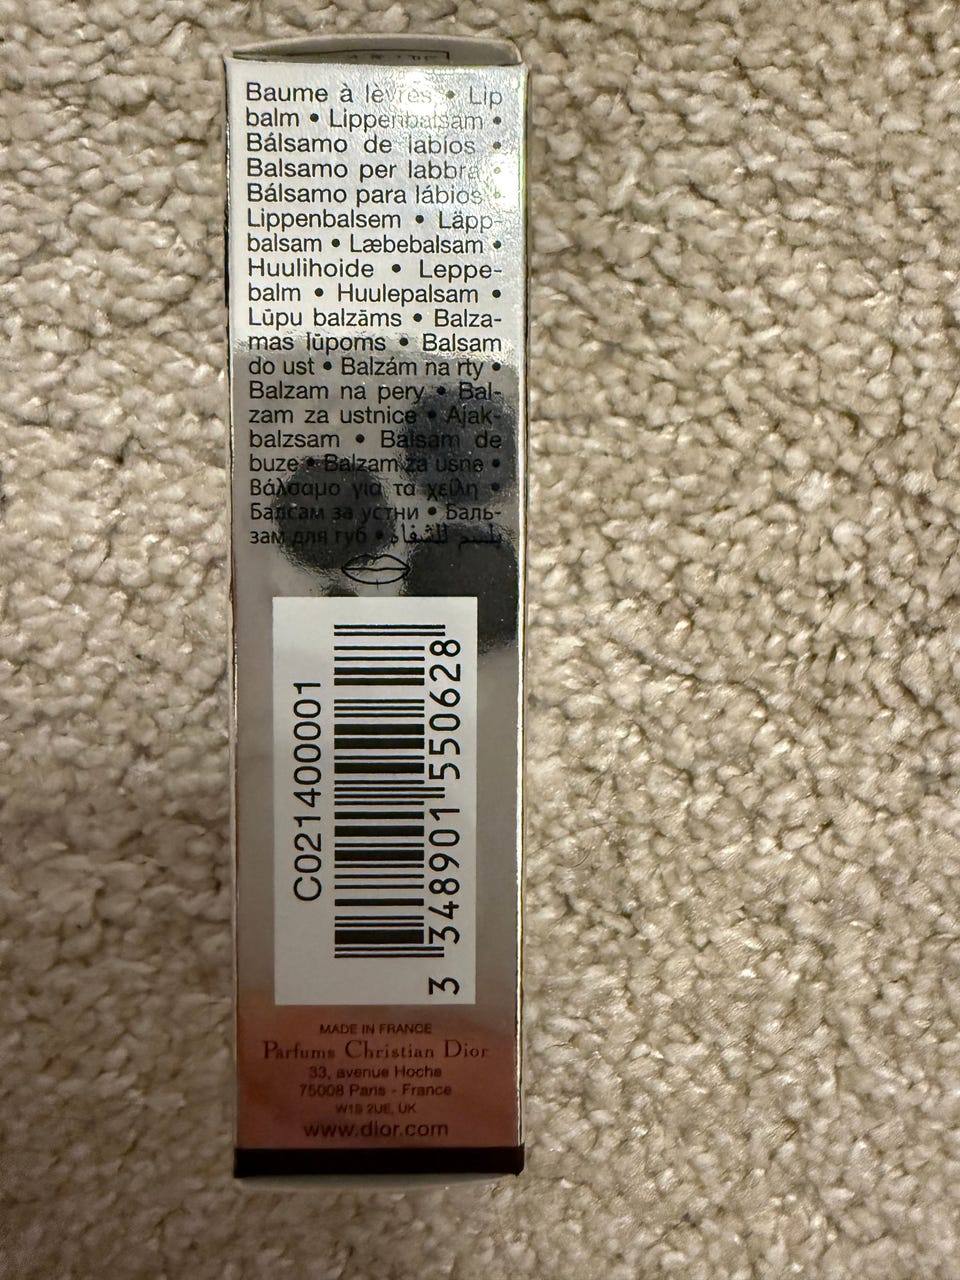 Baume à lèvres • Lip
balm • Lippenbalsam •
Bálsamo de labios •
Balsamo per labbra •
Bálsamo para lábios •
Lippenbalsem • Läpp-
balsam • Læbebalsam •
Huulihoide • Leppe-
balm • Huulepalsam •
Lūpu balzāms • Balza-
mas lūpoms • Balsam
do ust • Balzám na rty •
Balzam na pery • Bal-
zam za ustnice • Ajak-
balzsam • Balsam de
buze • Balzam za usne •
Βάλσαμο για τα χείλη •
Балсам за устни • Баль-
зам для губ • بلسم للشفاه
C02140001
3 348901 550628
MADE IN FRANCE
Parfums Christian Dior
33, avenue Hoche
75008 Paris - France
W1S 2UE, UK
www.dior.com